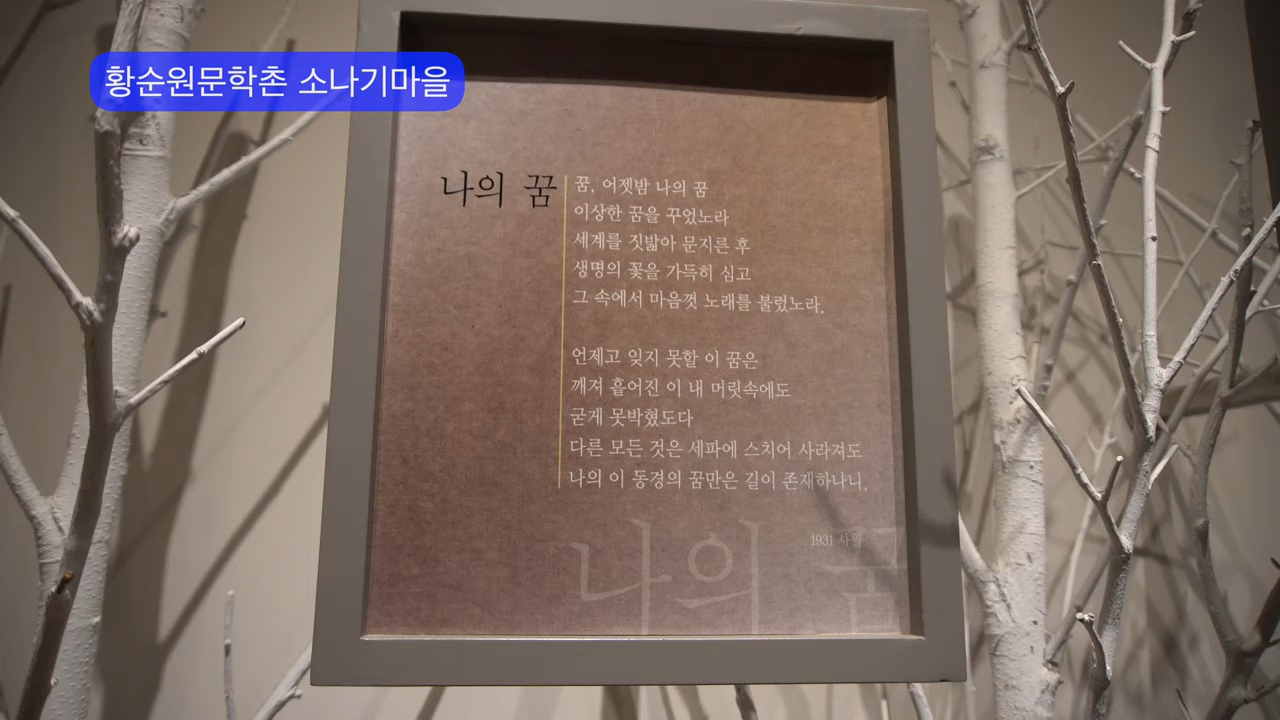 황순원문학촌 소나기마을
나의 꿈
꿈, 어젯밤 나의 꿈
이상한 꿈을 꾸었노라
세계를 짓밟아 문지른 후
생명의 꽃을 가득히 심고
그 속에서 마음껏 노래를 불렀노라.
언제고 잊지 못할 이 꿈은
깨져 흩어진 이 내 머릿속에도
굳게 못박혔도다
다른 모든 것은 세파에 스치어 사라져도
나의 이 동경의 꿈만은 길이 존재하나니.
1931 사월
나의 꿈